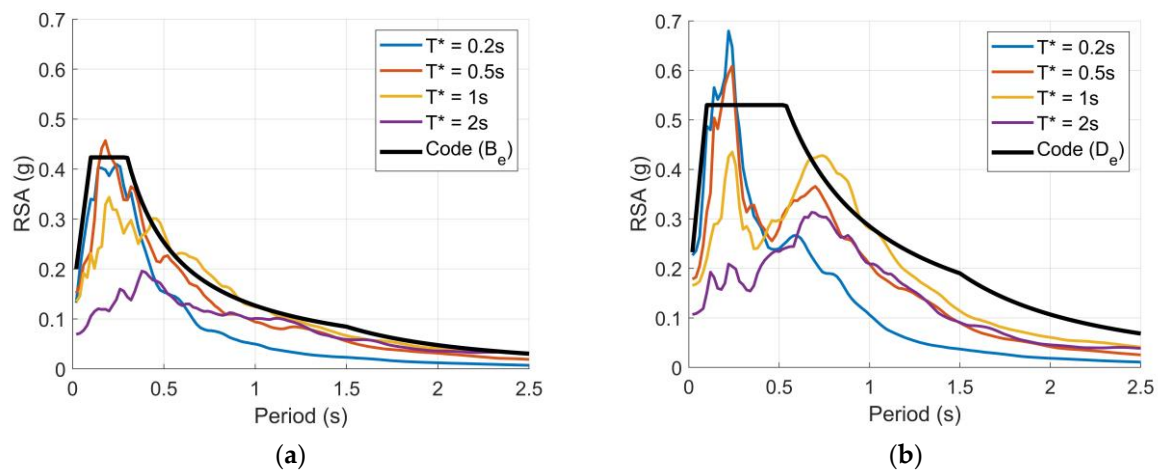 0.7
0.6
0.5
0.4
0.3
0.2
0.1
0
RSA (g)
0 0.5 1 1.5 2 2.5
Period (s)
T* = 0.2s
T* = 0.5s
T* = 1s
T* = 2s
Code (B_e)
(a)
0.7
0.6
0.5
0.4
0.3
0.2
0.1
0
RSA (g)
0 0.5 1 1.5 2 2.5
Period (s)
T* = 0.2s
T* = 0.5s
T* = 1s
T* = 2s
Code (D_e)
(b)